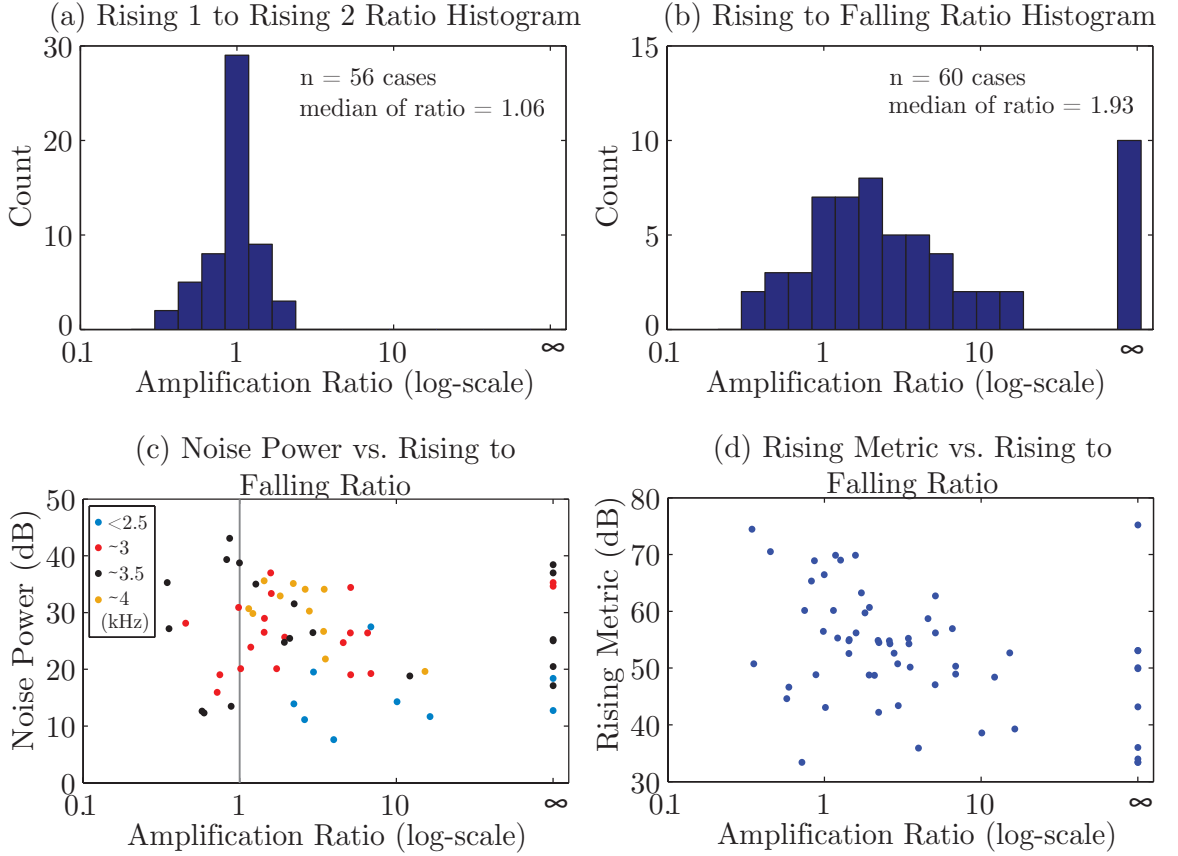 (a) Rising 1 to Rising 2 Ratio Histogram
30
20
10
0
Count
n = 56 cases
median of ratio = 1.06
0.1
1
10
∞
Amplification Ratio (log-scale)
(b) Rising to Falling Ratio Histogram
15
10
5
0
Count
n = 60 cases
median of ratio = 1.93
0.1
1
10
∞
Amplification Ratio (log-scale)
(c) Noise Power vs. Rising to
Falling Ratio
50
40
30
20
10
0
Noise Power (dB)
<2.5
~3
~3.5
~4
(kHz)
0.1
1
10
∞
Amplification Ratio (log-scale)
(d) Rising Metric vs. Rising to
Falling Ratio
80
70
60
50
40
30
Rising Metric (dB)
0.1
1
10
∞
Amplification Ratio (log-scale)